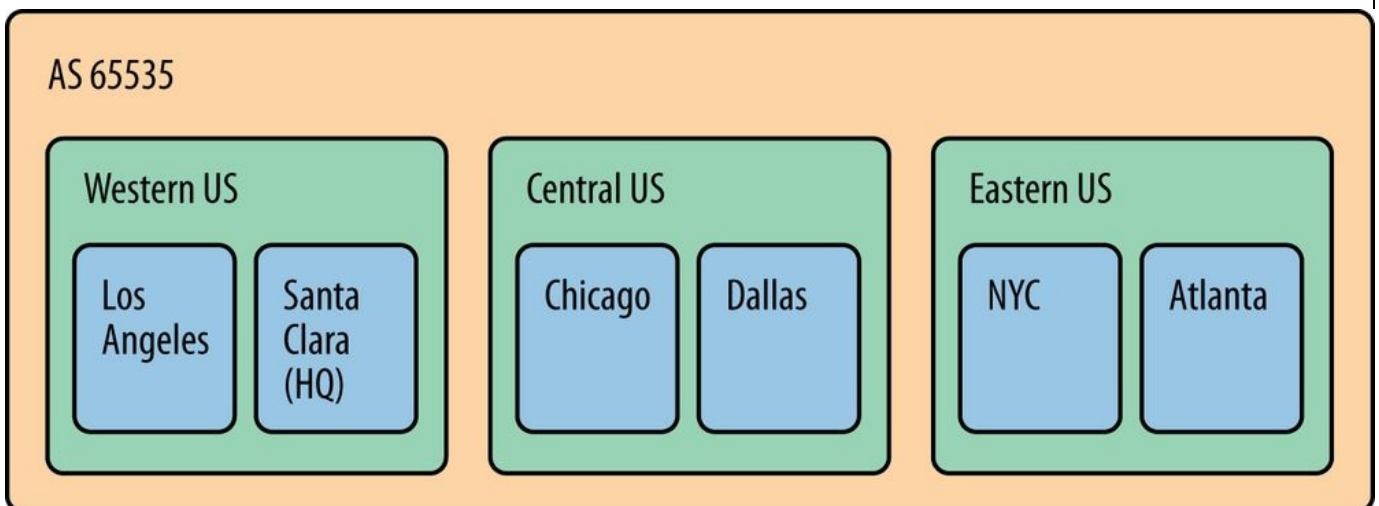 AS 65535
Western US
Los
Angeles
Santa
Clara
(HQ)
Central US
Chicago
Dallas
Eastern US
NYC
Atlanta